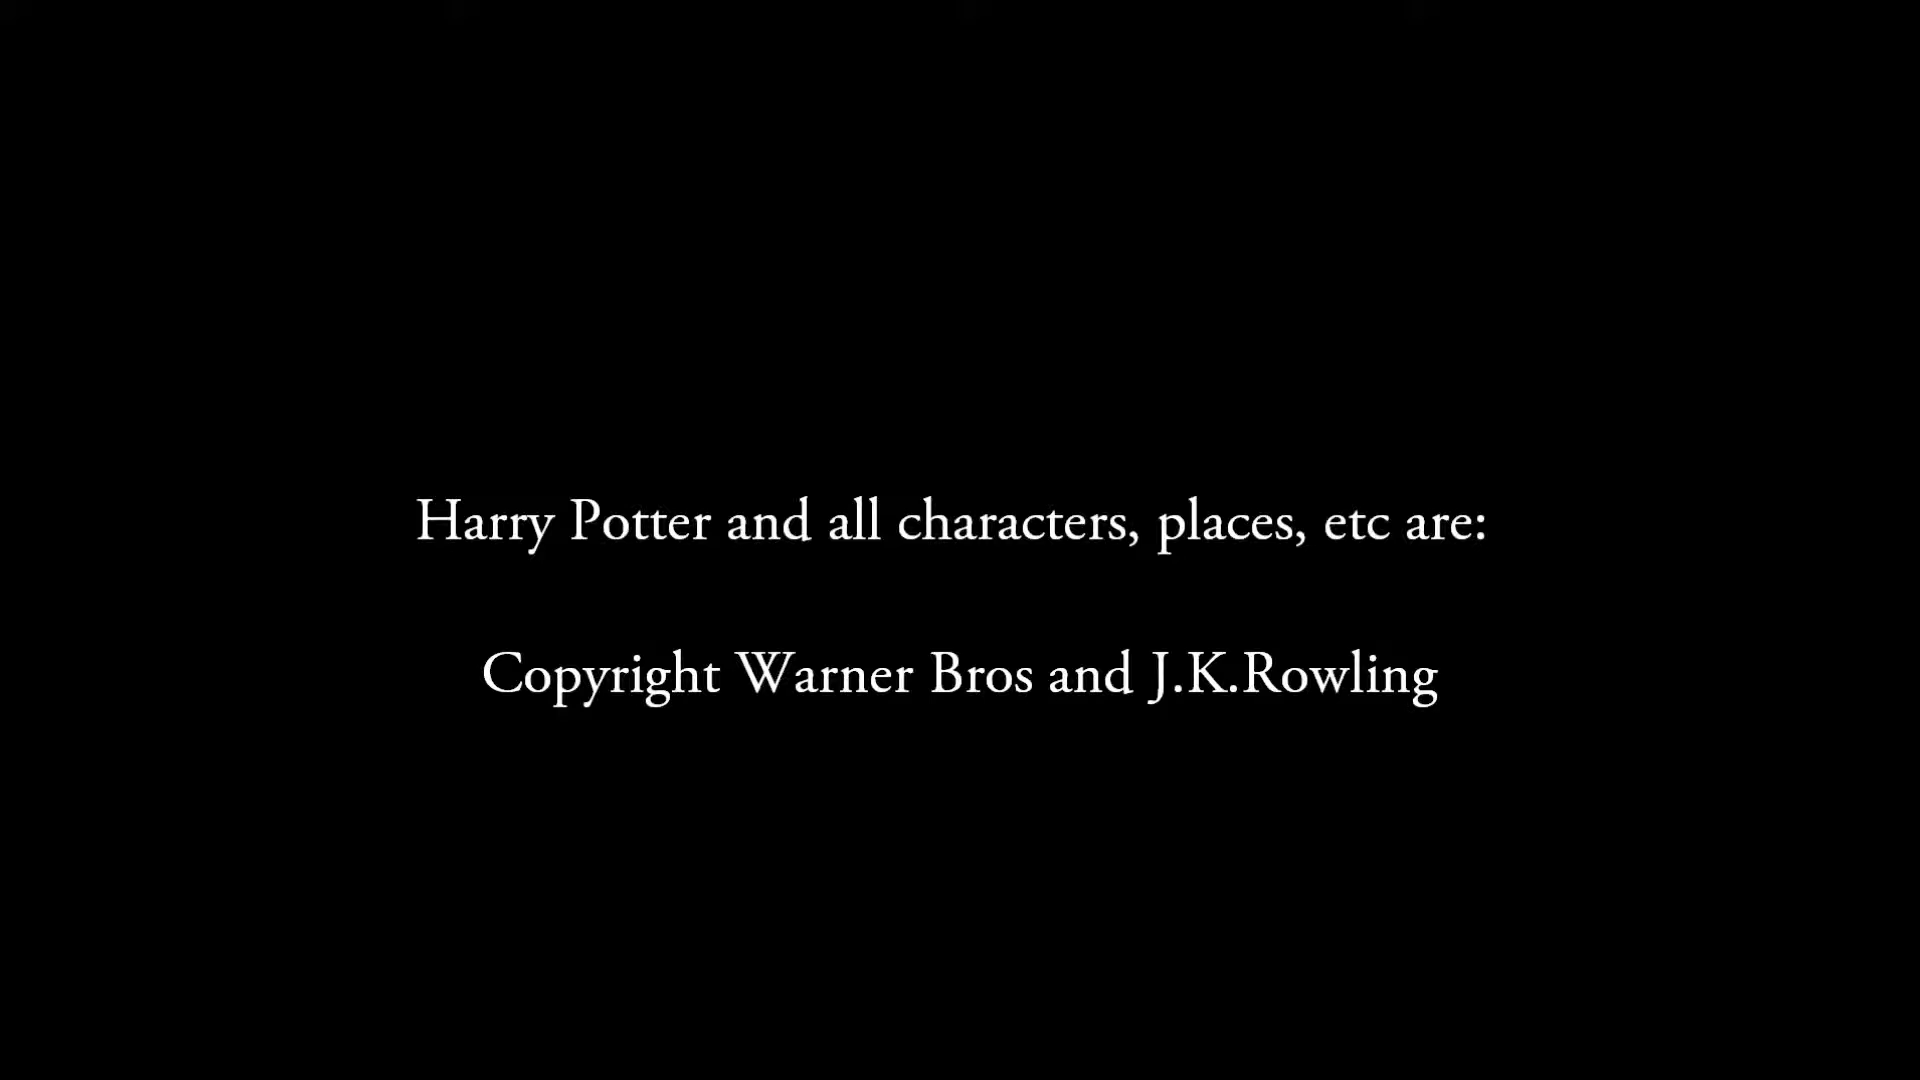 Harry Potter and all characters, places, etc are:
Copyright Warner Bros and J.K.Rowling